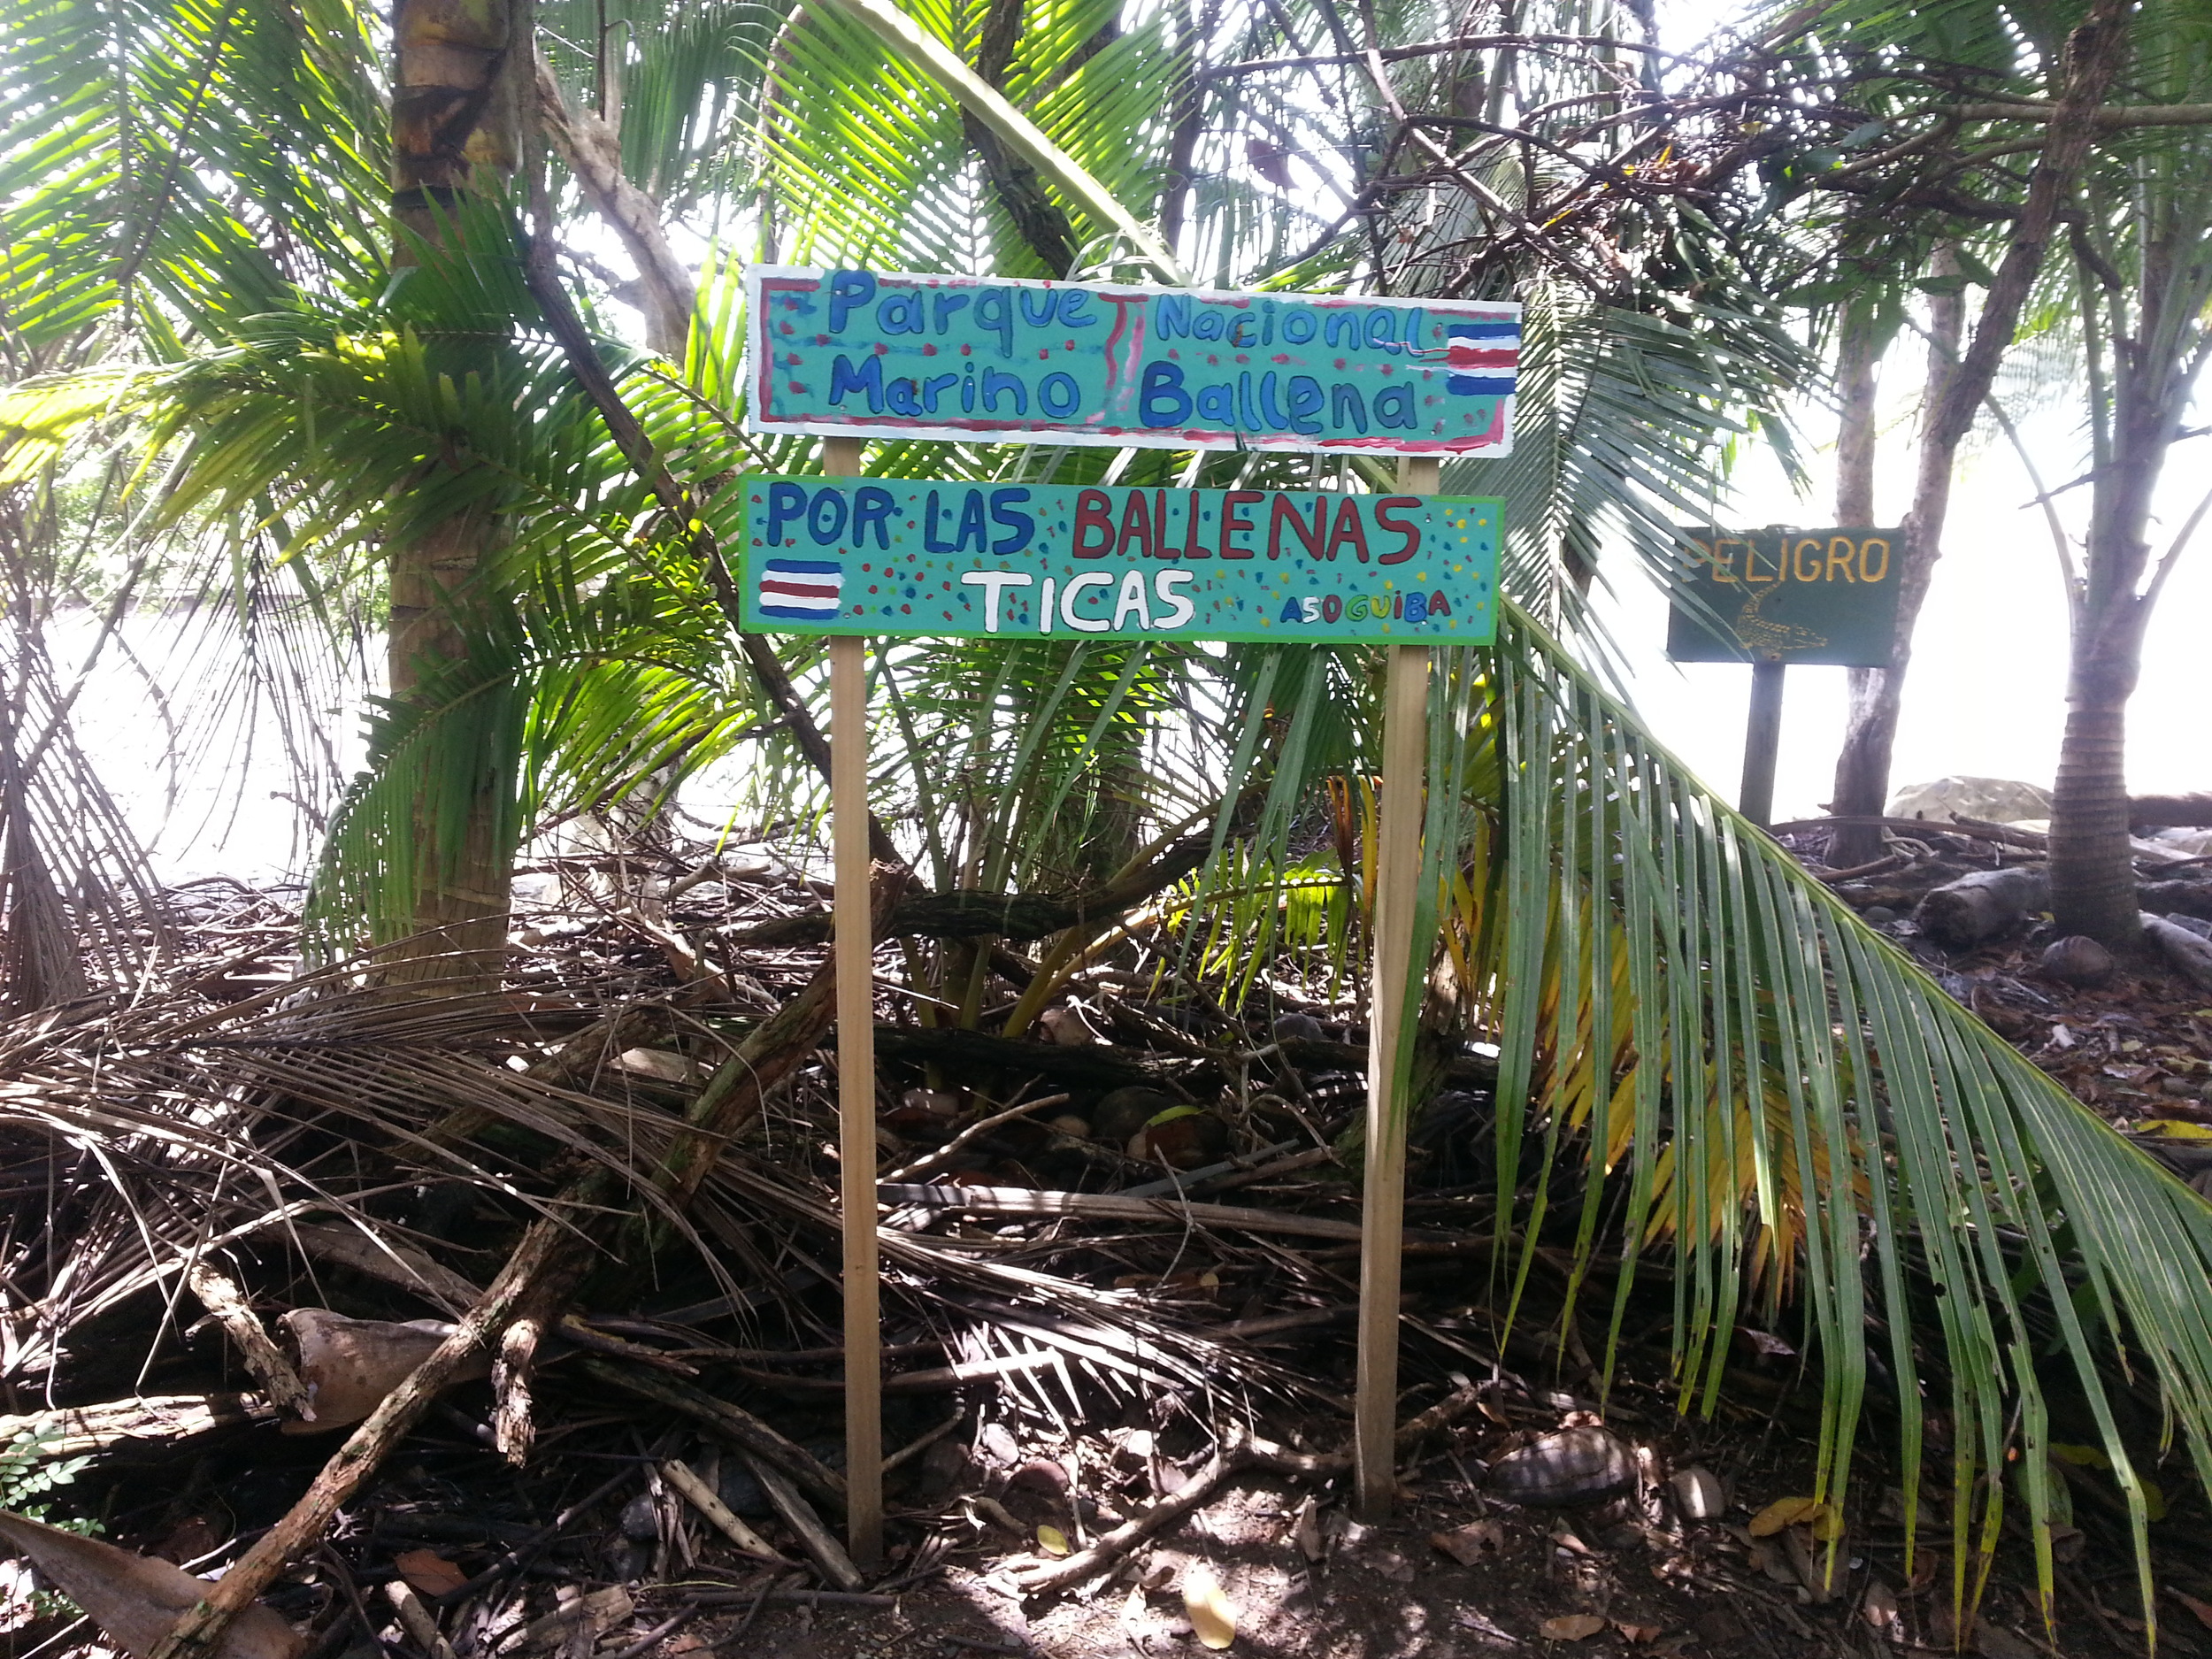 Parque Nacional
Marino Ballena
POR LAS BALLENAS
TICAS ASOGUIBA
PELIGRO